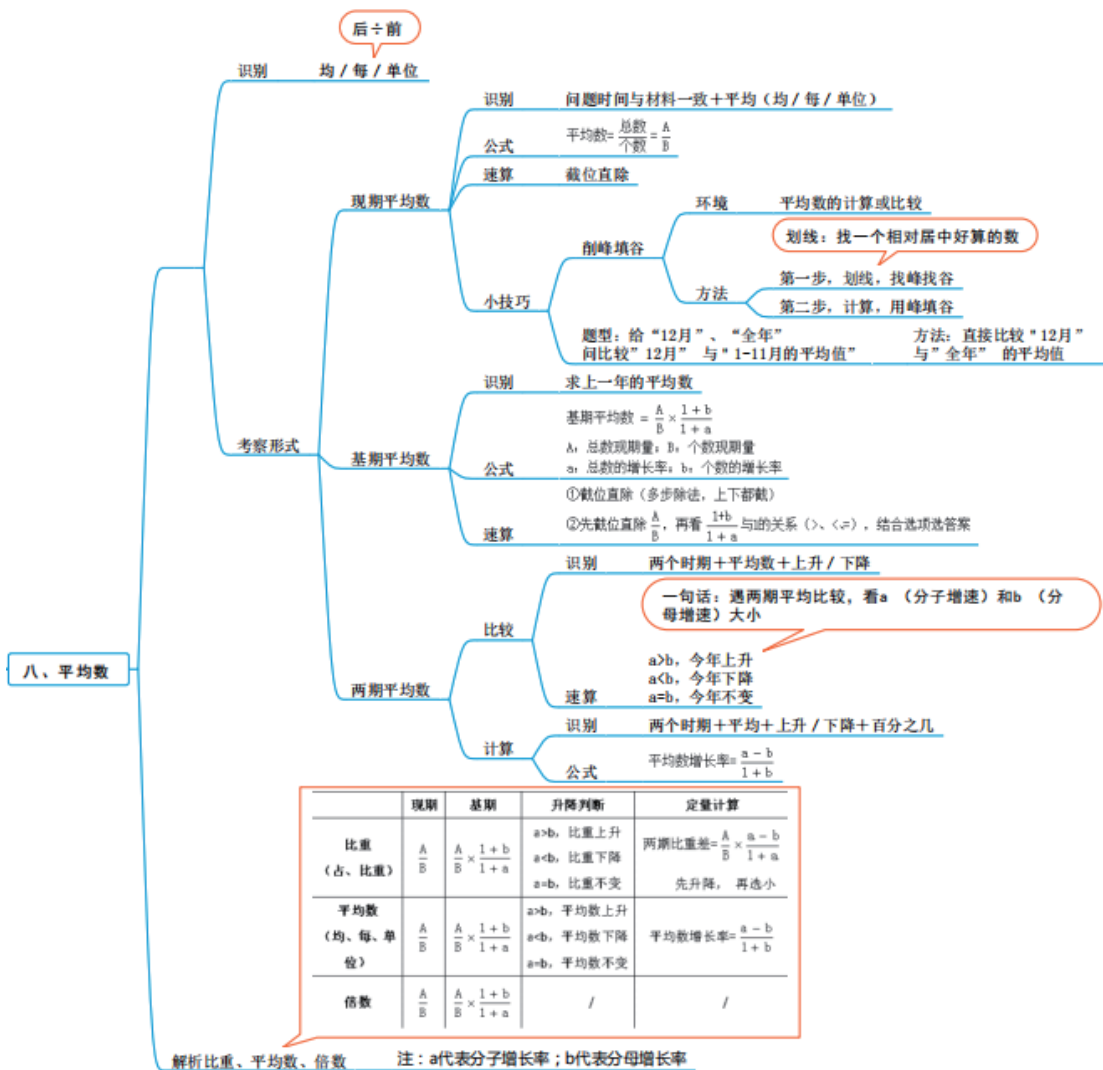 八、平均数
后÷前
识别
均/每/单位
考察形式
现期平均数
识别
问题时间与材料一致+平均(均/每/单位)
公式
平均数=总数/个数=A/B
速算
截位直除
小技巧
削峰填谷
环境
平均数的计算或比较
划线:找一个相对居中好算的数
方法
第一步,划线,找峰找谷
第二步,计算,用峰填谷
题型:给“12月”、“全年”
问比较”12月” 与"1-11月的平均值”
方法:直接比较"12月”
与”全年” 的平均值
基期平均数
识别
求上一年的平均数
公式
基期平均数 = A/B × (1+b)/(1+a)
A:总数现期量;B:个数现期量
a:总数的增长率;b:个数的增长率
速算
①截位直除(多步除法,上下都截)
②先截位直除 A/B,再看 (1+b)/(1+a) 与1的关系(>、<、=),结合选项选答案
两期平均数
比较
识别
两个时期+平均数+上升/下降
一句话:遇两期平均比较,看a (分子增速)和b (分
母增速)大小
速算
a>b,今年上升
a<b,今年下降
a=b,今年不变
计算
识别
两个时期+平均+上升/下降+百分之几
公式
平均数增长率=(a-b)/(1+b)
现期 基期 升降判断 定量计算
比重
(占、比重)
A/B
A/B × (1+b)/(1+a)
a>b,比重上升
a<b,比重下降
a=b,比重不变
两期比重差=A/B × (a-b)/(1+a)
先升降, 再选小
平均数
(均、每、单
位)
A/B
A/B × (1+b)/(1+a)
a>b,平均数上升
a<b,平均数下降
a=b,平均数不变
平均数增长率=(a-b)/(1+b)
倍数
A/B
A/B × (1+b)/(1+a)
/
/
解析比重、平均数、倍数
注:a代表分子增长率;b代表分母增长率